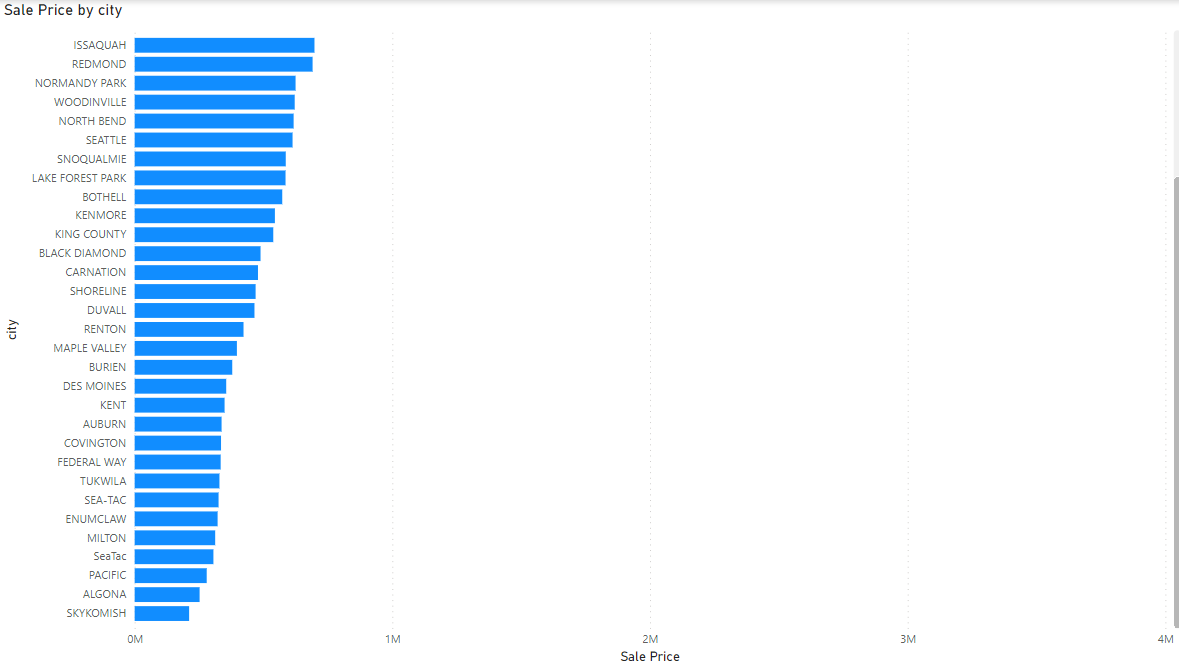 Sale Price by city
ISSAQUAH
REDMOND
NORMANDY PARK
WOODINVILLE
NORTH BEND
SEATTLE
SNOQUALMIE
LAKE FOREST PARK
BOTHELL
KENMORE
KING COUNTY
BLACK DIAMOND
CARNATION
SHORELINE
DUVALL
RENTON
MAPLE VALLEY
BURIEN
DES MOINES
KENT
AUBURN
COVINGTON
FEDERAL WAY
TUKWILA
SEA-TAC
ENUMCLAW
MILTON
SeaTac
PACIFIC
ALGONA
SKYKOMISH
city
0M 1M 2M 3M 4M
Sale Price